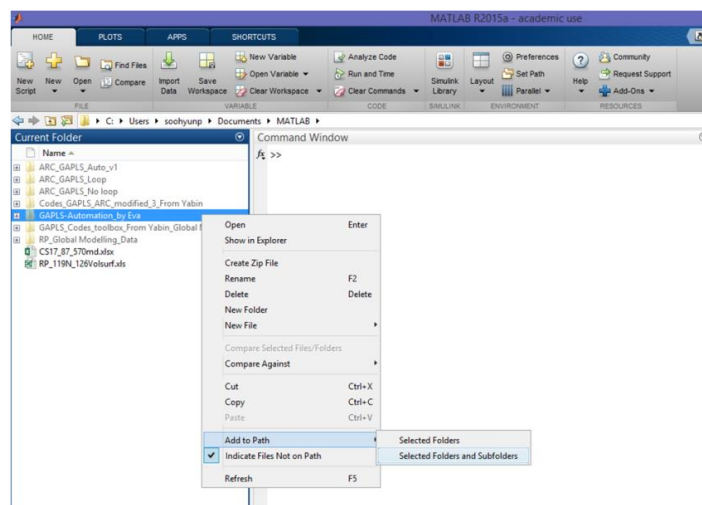 MATLAB R2015a - academic use
HOME PLOTS APPS SHORTCUTS
New Script
New
Open
Find Files
Compare
Import Data
Save Workspace
New Variable
Open Variable
Clear Workspace
Analyze Code
Run and Time
Clear Commands
Simulink Library
Layout
Preferences
Set Path
Parallel
Help
Community
Request Support
Add-Ons
FILE VARIABLE CODE SIMULINK ENVIRONMENT RESOURCES
C: Users soohyunp Documents MATLAB
Current Folder
Name
ARC_GAPLS_Auto_v1
ARC_GAPLS_Loop
ARC_GAPLS_No loop
Codes_GAPLS_ARC_modified_3_From Yabin
GAPLS-Automation_by Eva
GAPLS_Codes_toolbox_From Yabin_Global
RP_Global Modelling_Data
CS17_87_570md.xlsx
RP_119N_126Volsurf.xls
Command Window
fx >>
Open Enter
Show in Explorer
Create Zip File
Rename F2
Delete Delete
New Folder
New File
Compare Selected Files/Folders
Compare Against
Cut Ctrl+X
Copy Ctrl+C
Paste Ctrl+V
Add to Path
Indicate Files Not on Path
Refresh F5
Selected Folders
Selected Folders and Subfolders